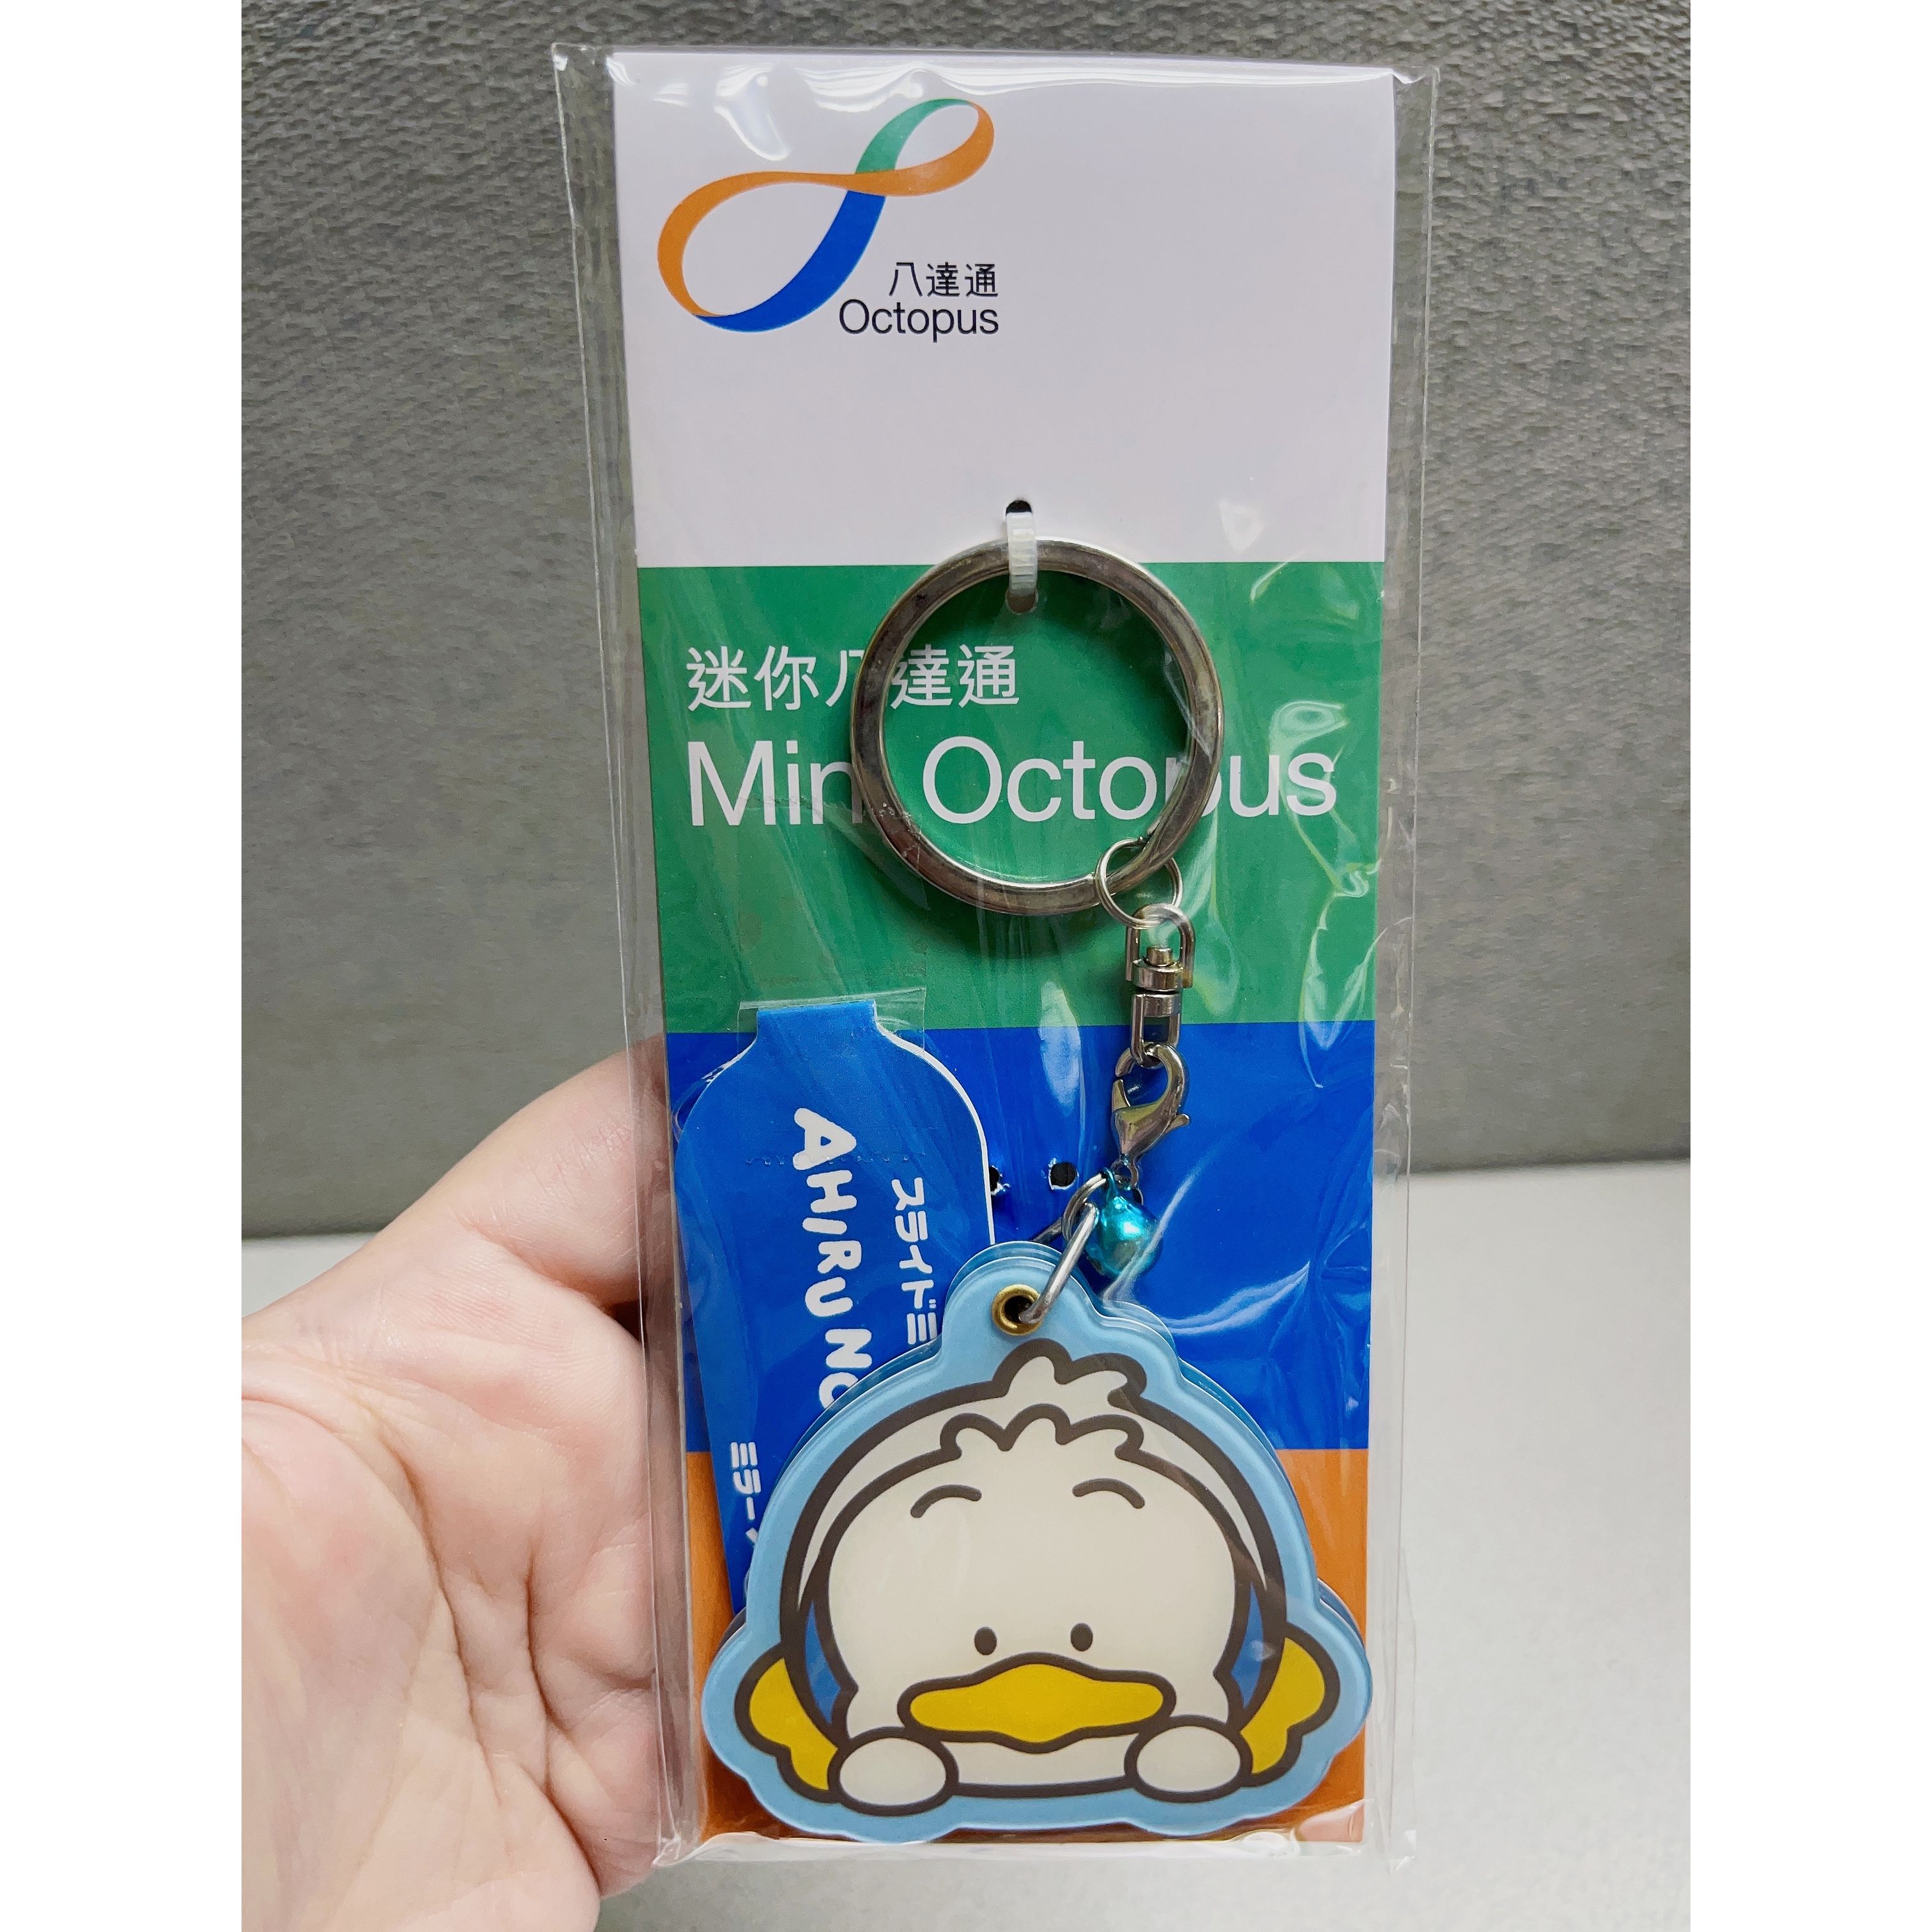 八達通
Octopus
迷你八達通
Mini Octopus
AHIRU NO
スライドミ
ミラー